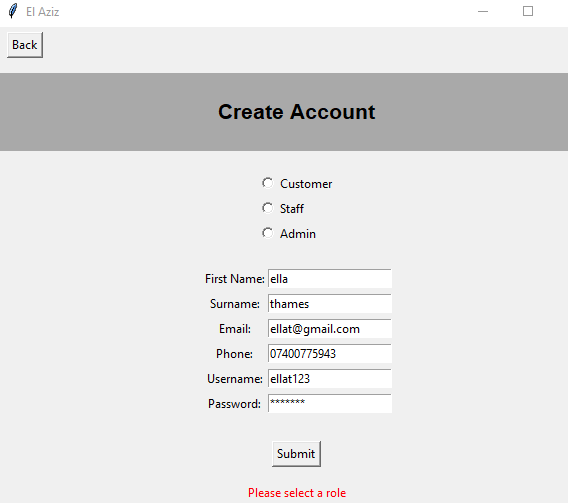 El Aziz
Back
Create Account
Customer
Staff
Admin
First Name: ella
Surname: thames
Email: ellat@gmail.com
Phone: 07400775943
Username: ellat123
Password: *******
Submit
Please select a role